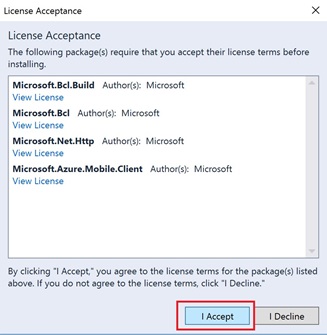 License Acceptance
License Acceptance
The following package(s) require that you accept their license terms before
installing.
Microsoft.Bcl.Build Author(s): Microsoft
View License
Microsoft.Bcl Author(s): Microsoft
View License
Microsoft.Net.Http Author(s): Microsoft
View License
Microsoft.Azure.Mobile.Client Author(s): Microsoft
View License
By clicking "I Accept," you agree to the license terms for the package(s) listed
above. If you do not agree to the license terms, click "I Decline."
I Accept I Decline